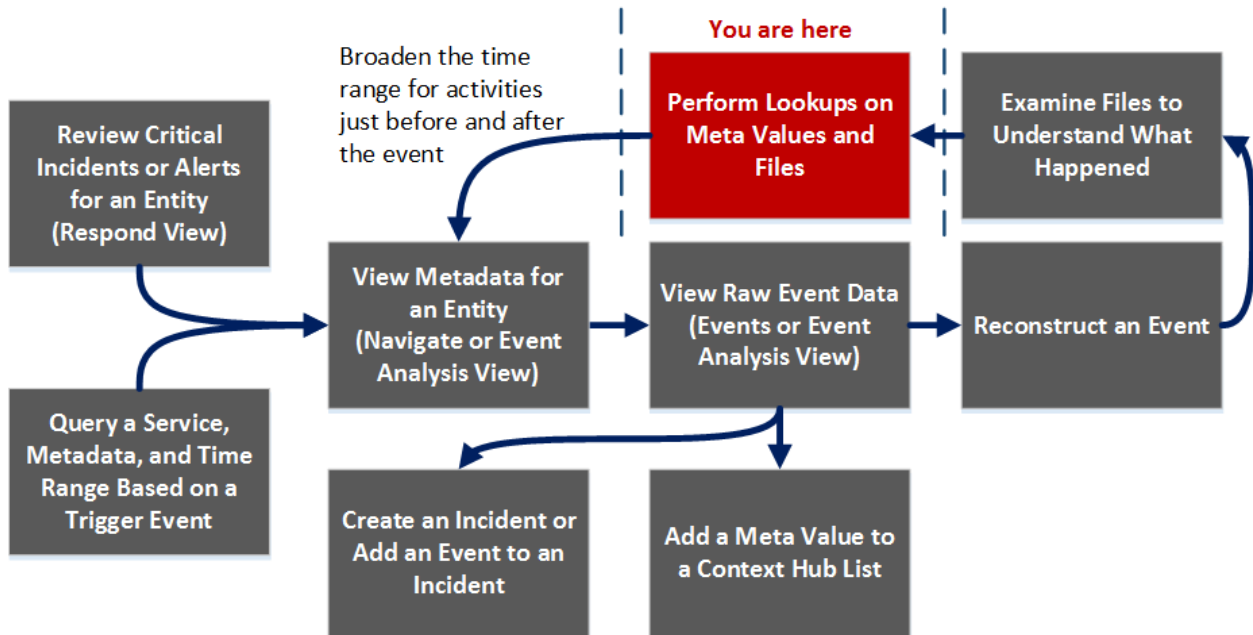 You are here
Broaden the time
range for activities
just before and after
the event
Perform Lookups on
Meta Values and
Files
Examine Files to
Understand What
Happened
Review Critical
Incidents or Alerts
for an Entity
(Respond View)
View Metadata for
an Entity
(Navigate or Event
Analysis View)
View Raw Event Data
(Events or Event
Analysis View)
Reconstruct an Event
Query a Service,
Metadata, and Time
Range Based on a
Trigger Event
Create an Incident or
Add an Event to an
Incident
Add a Meta Value to
a Context Hub List